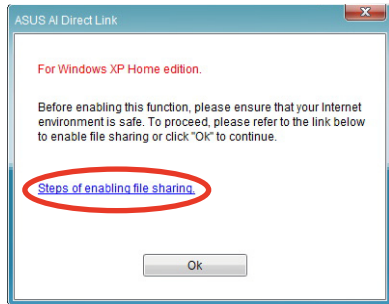 ASUS AI Direct Link
For Windows XP Home edition.
Before enabling this function, please ensure that your Internet
environment is safe. To proceed, please refer to the link below
to enable file sharing or click "Ok" to continue.
Steps of enabling file sharing.
Ok